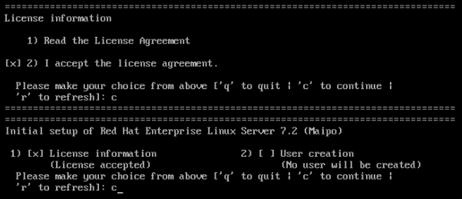 ================================================================================
License information

    1) Read the License Agreement

[x] 2) I accept the license agreement.

  Please make your choice from above ['q' to quit | 'c' to continue |
  'r' to refresh]: c
================================================================================
================================================================================
Initial setup of Red Hat Enterprise Linux Server 7.2 (Maipo)

 1) [x] License information               2) [ ] User creation
        (License accepted)                       (No user will be created)
  Please make your choice from above ['q' to quit | 'c' to continue |
  'r' to refresh]: c_